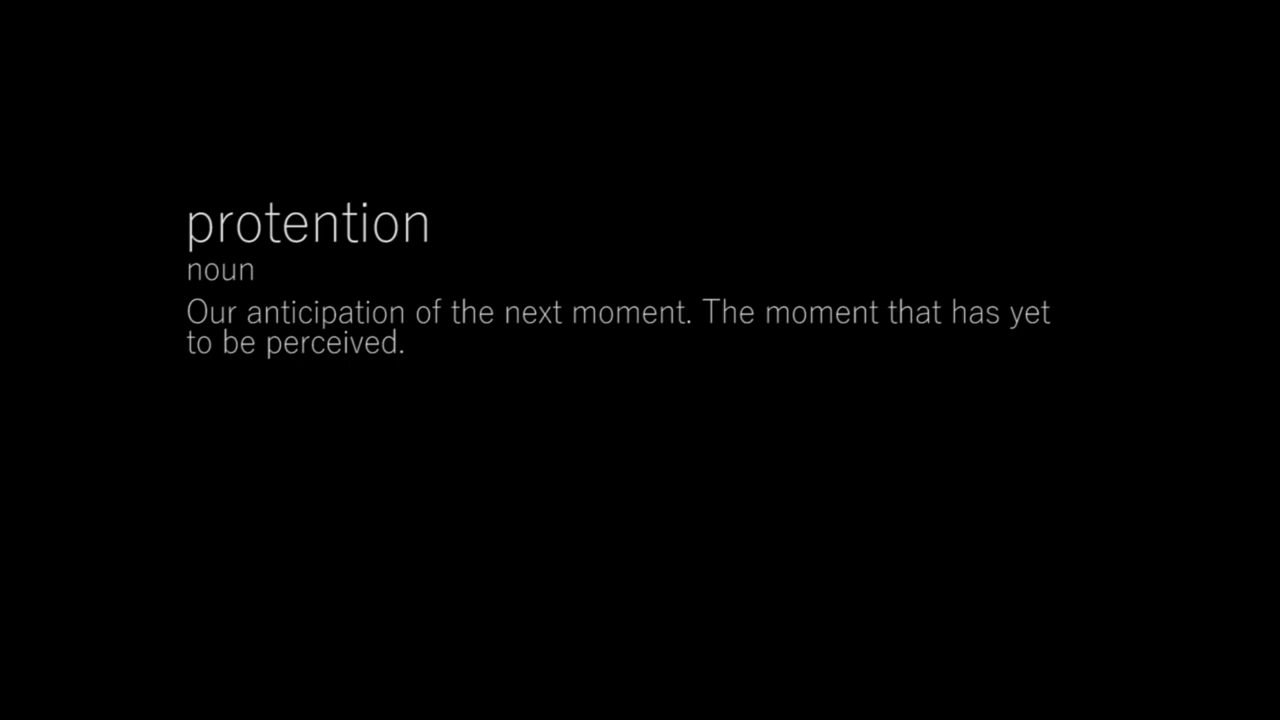 protention
noun
Our anticipation of the next moment. The moment that has yet
to be perceived.